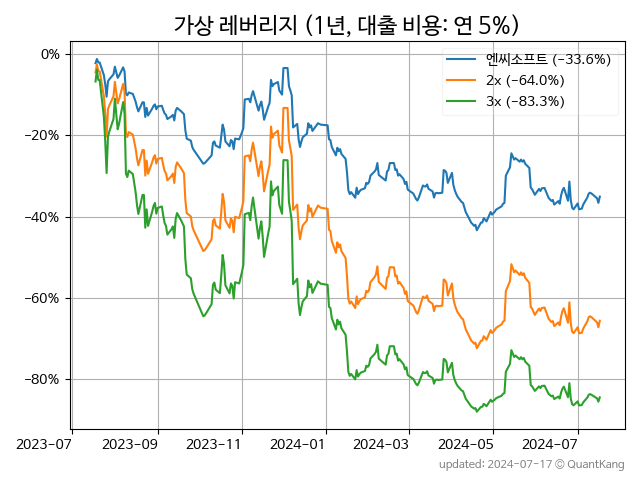 가상 레버리지 (1년, 대출 비용: 연 5%)
엔씨소프트 (−33.6%)
2x (−64.0%)
3x (−83.3%)
0%
−20%
−40%
−60%
−80%
2023−07 2023−09 2023−11 2024−01 2024−03 2024−05 2024−07
updated: 2024−07−17 © QuantKang